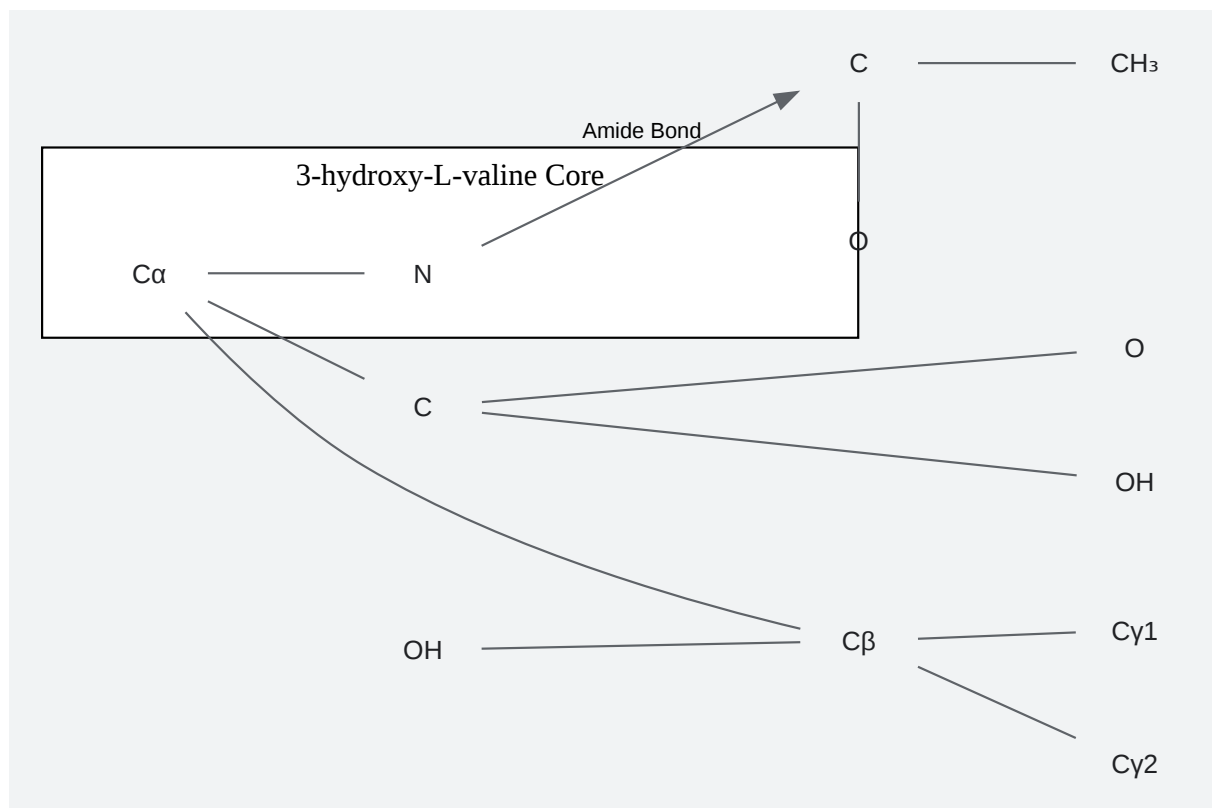 C
CH₃
Amide Bond
3-hydroxy-L-valine Core
O
Cα
N
O
C
OH
Cγ1
Cβ
OH
Cγ2